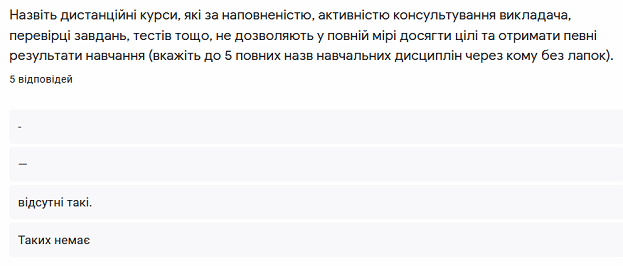 Назвіть дистанційні курси, які за наповненістю, активністю консультування викладача,
перевірці завдань, тестів тощо, не дозволяють у повній мірі досягти цілі та отримати певні
результати навчання (вкажіть до 5 повних назв навчальних дисциплін через кому без лапок).
5 відповідей
-
—
відсутні такі.
Таких немає